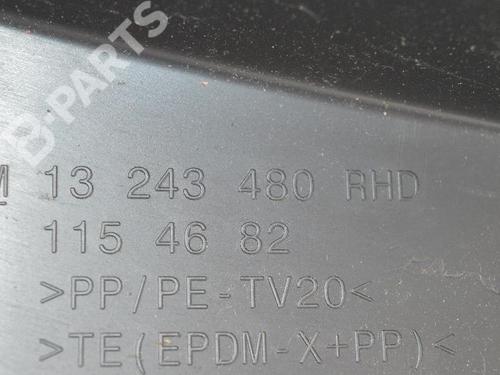 B-PARTS
M 13 243 480 RHD
115 46 82
>PP/PE-TV20<
>TE(EPDM-X+PP)<